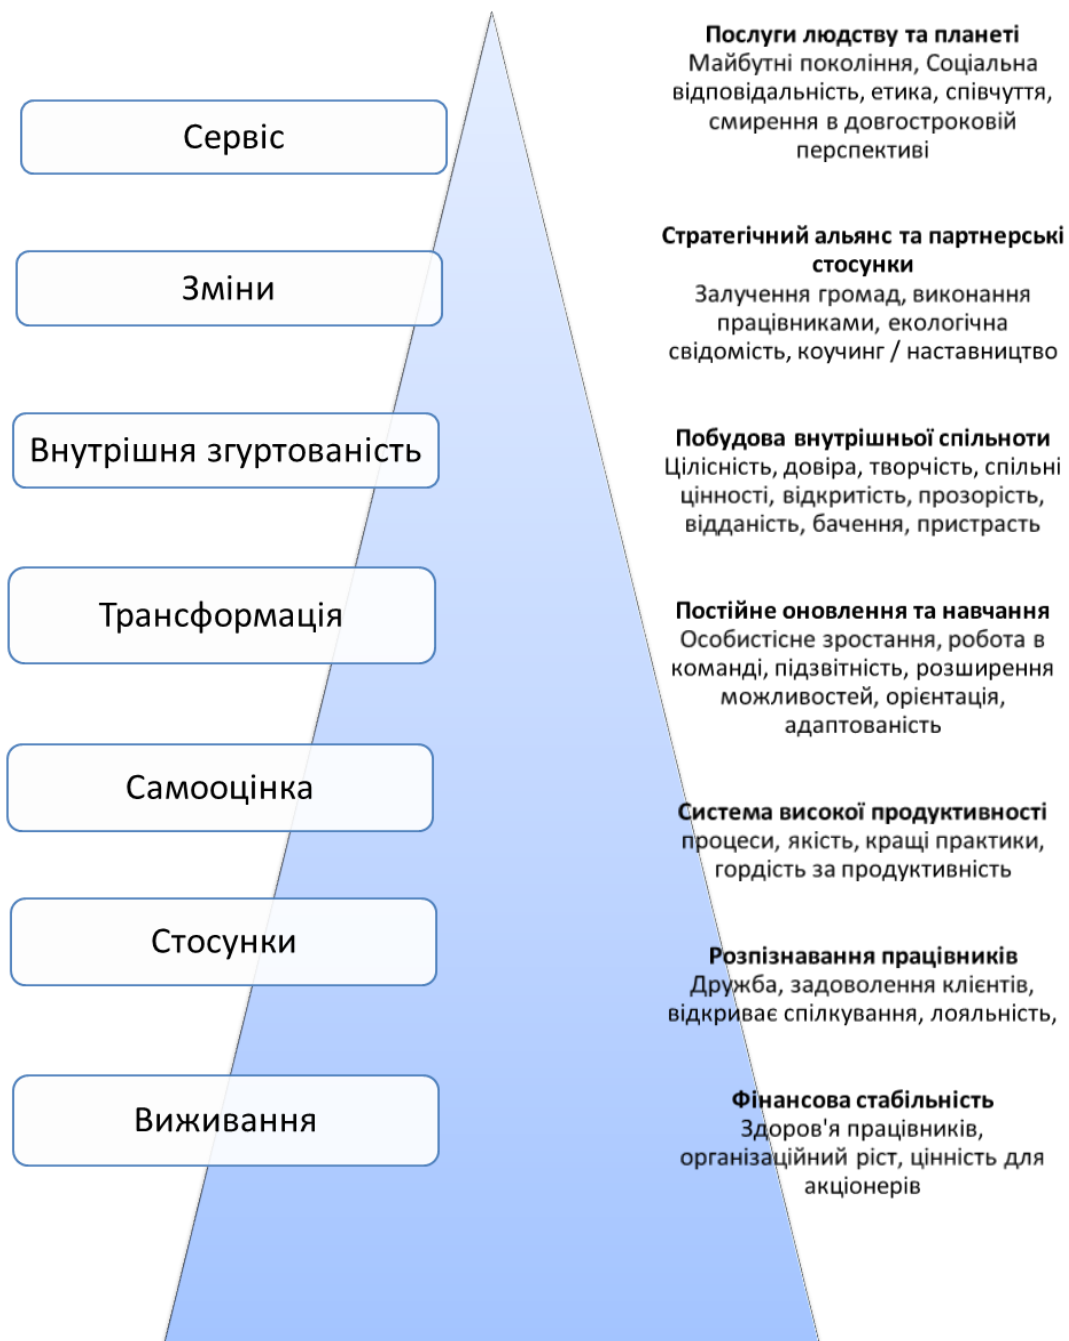 Послуги людству та планеті
Майбутні покоління, Соціальна
відповідальність, етика, співчуття,
смирення в довгостроковій
перспективі
Сервіс
Стратегічний альянс та партнерські
стосунки
Залучення громад, виконання
працівниками, екологічна
свідомість, коучинг / наставництво
Зміни
Побудова внутрішньої спільноти
Цілісність, довіра, творчість, спільні
цінності, відкритість, прозорість,
відданість, бачення, пристрасть
Внутрішня згуртованість
Постійне оновлення та навчання
Особистісне зростання, робота в
команді, підзвітність, розширення
можливостей, орієнтація,
адаптованість
Трансформація
Система високої продуктивності
процеси, якість, кращі практики,
гордість за продуктивність
Самооцінка
Розпізнавання працівників
Дружба, задоволення клієнтів,
відкриває спілкування, лояльність,
Стосунки
Фінансова стабільність
Здоров'я працівників,
організаційний ріст, цінність для
акціонерів
Виживання